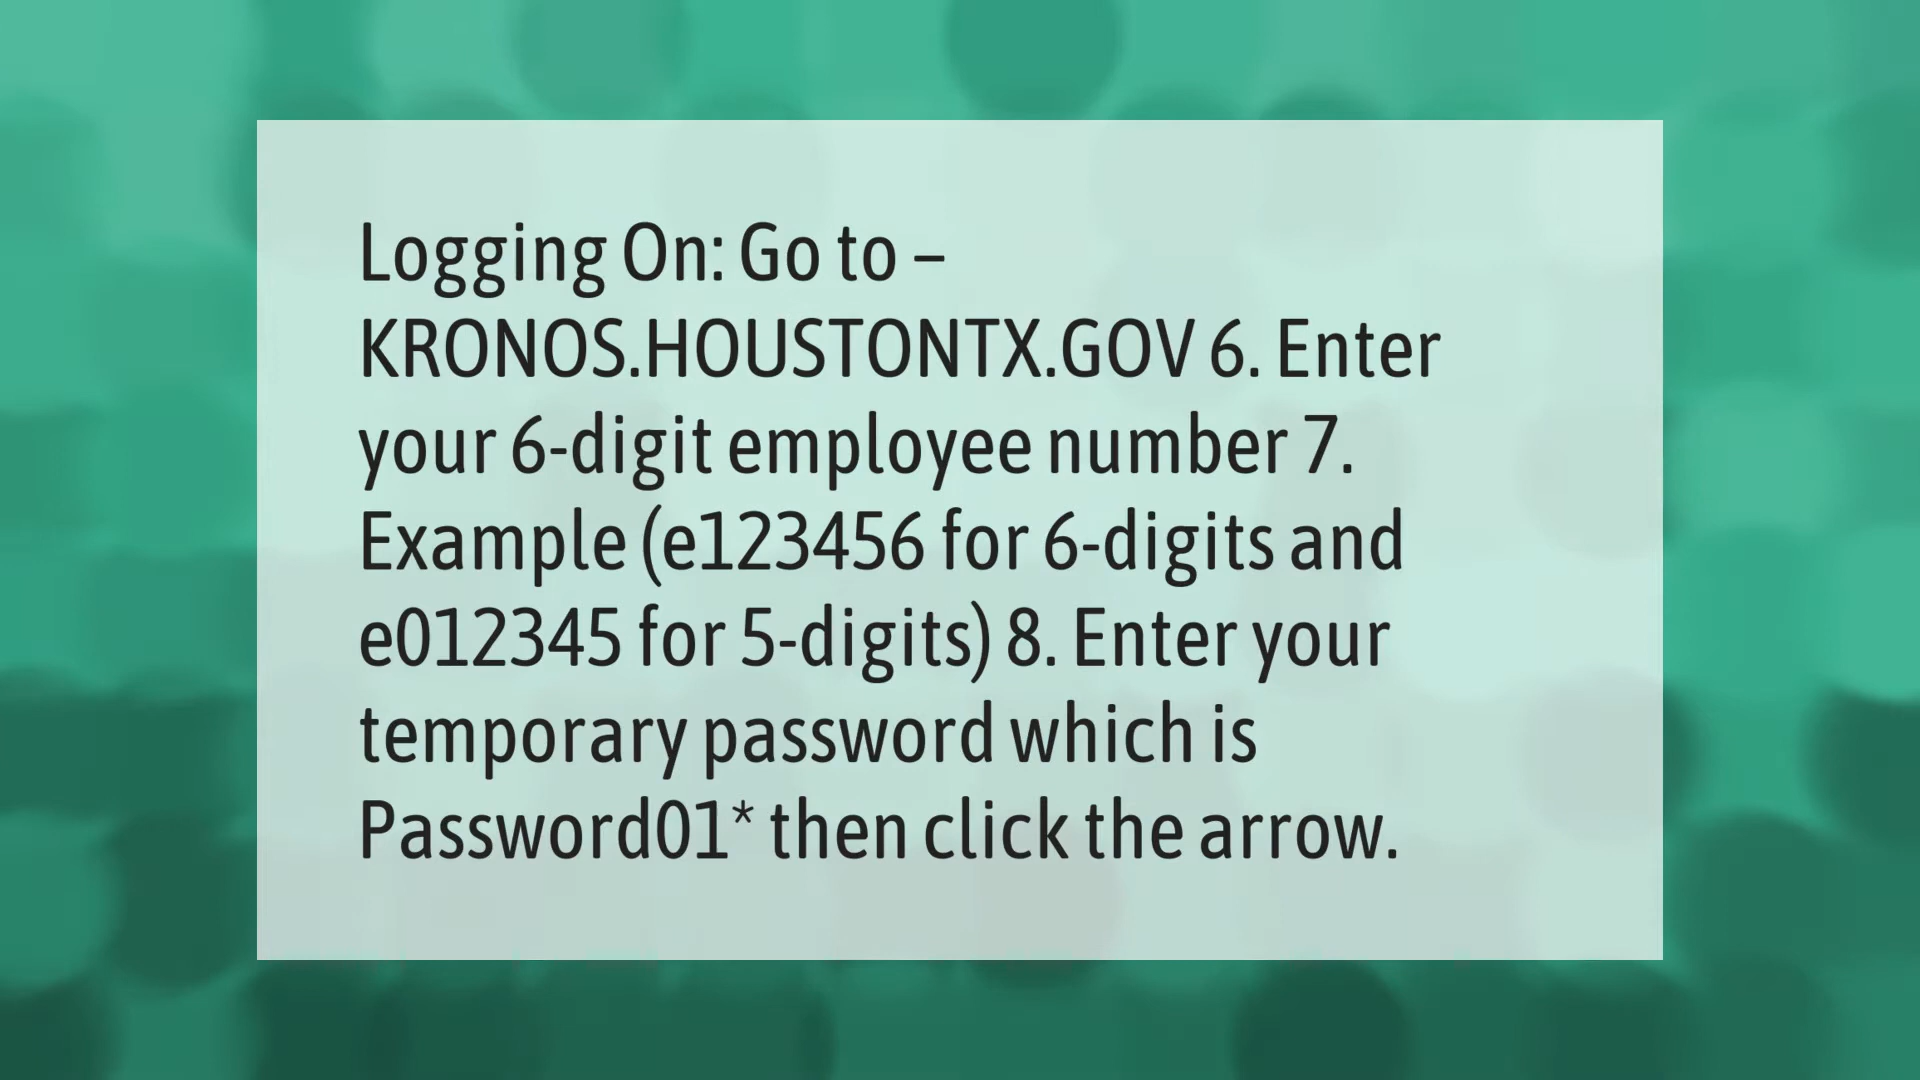 Logging On: Go to –
KRONOS.HOUSTONTX.GOV 6. Enter
your 6-digit employee number 7.
Example (e123456 for 6-digits and
e012345 for 5-digits) 8. Enter your
temporary password which is
Password01* then click the arrow.